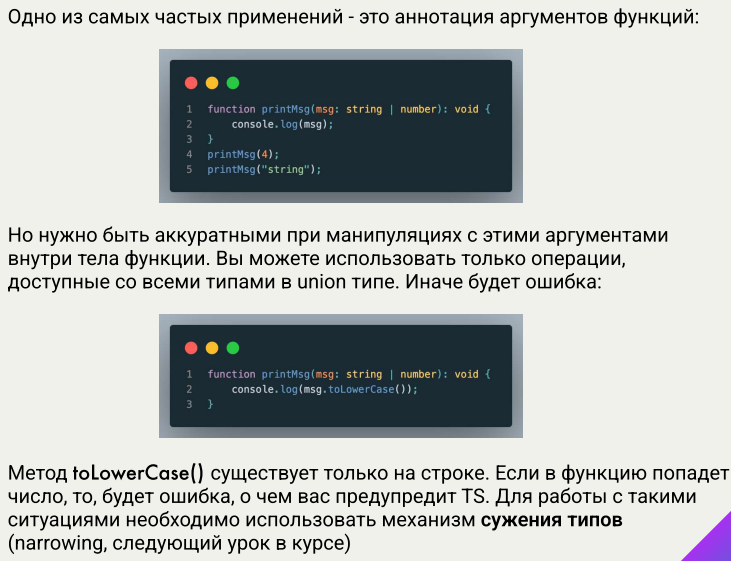 Одно из самых частых применений - это аннотация аргументов функций:
1 function printMsg(msg: string | number): void {
2     console.log(msg);
3 }
4 printMsg(4);
5 printMsg("string");
Но нужно быть аккуратными при манипуляциях с этими аргументами
внутри тела функции. Вы можете использовать только операции,
доступные со всеми типами в union типе. Иначе будет ошибка:
1 function printMsg(msg: string | number): void {
2     console.log(msg.toLowerCase());
3 }
Метод toLowerCase() существует только на строке. Если в функцию попадет
число, то, будет ошибка, о чем вас предупредит TS. Для работы с такими
ситуациями необходимо использовать механизм сужения типов
(narrowing, следующий урок в курсе)